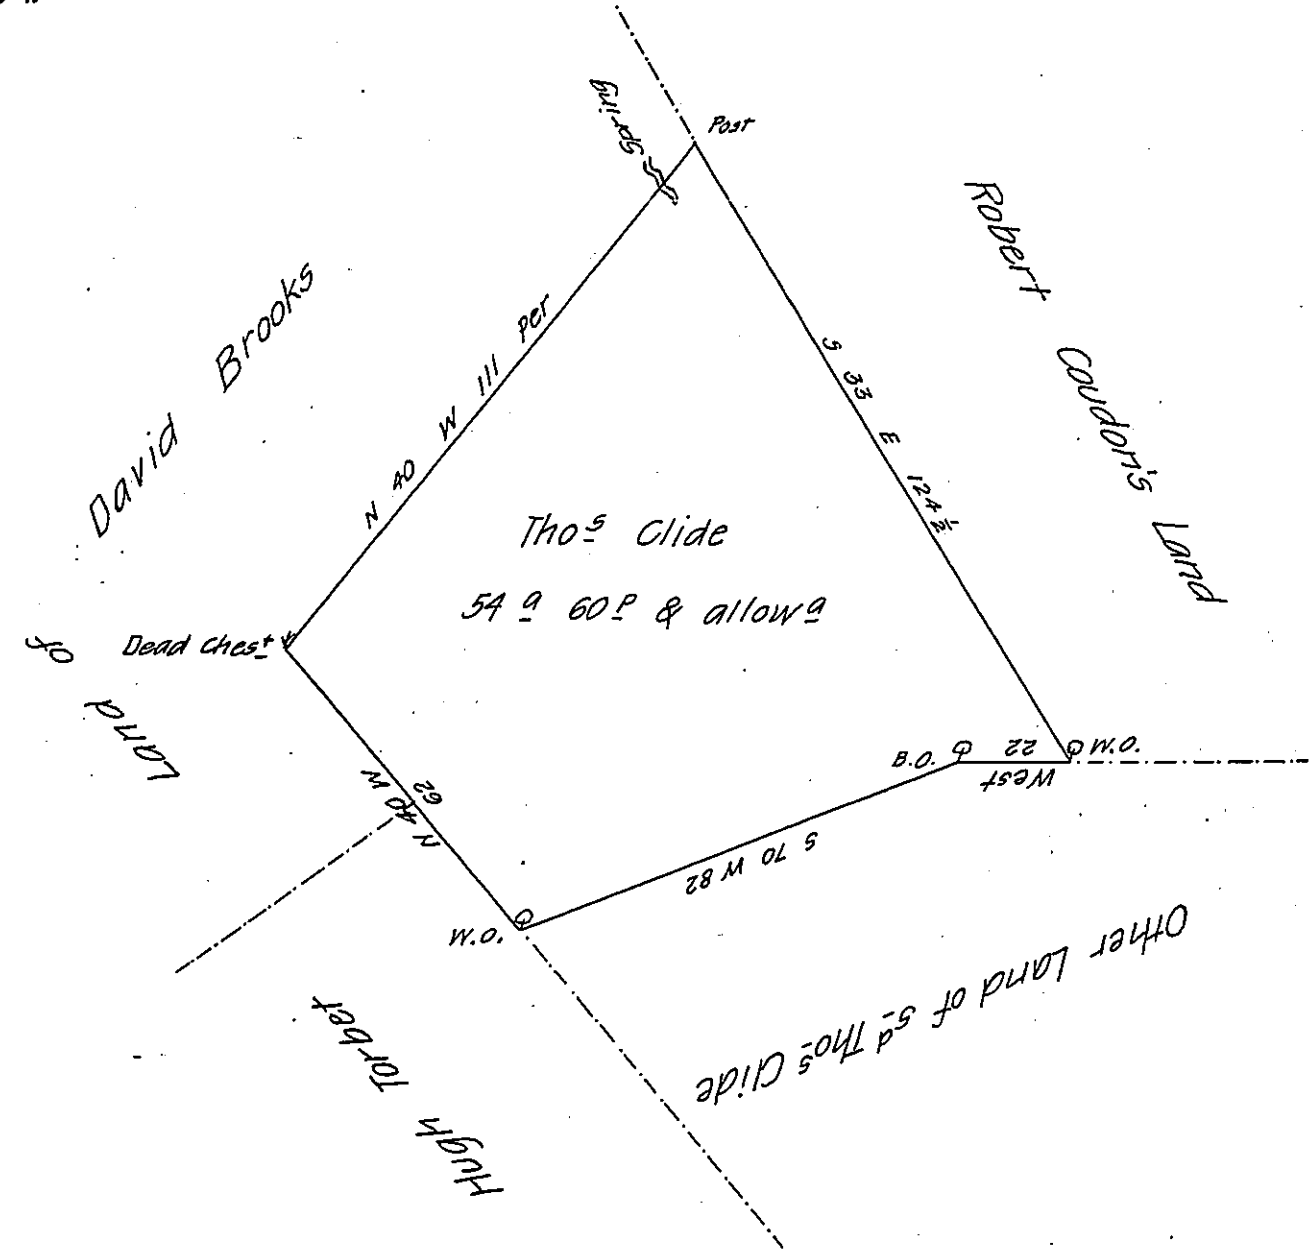 Post
Spring
Robert Coudon's Land
Land of David Brooks
N 40 W 111 Per
S 33 E 124½
Thoˢ Clide
54 ᵃ 60 ᵖ & allowᵃ
Dead Chesᵗ
N 40 W 62
B.O.
West 22
W.O.
S 70 W 82
W.O.
Other Land of sᵈ Thoˢ Clide
Hugh Torbet